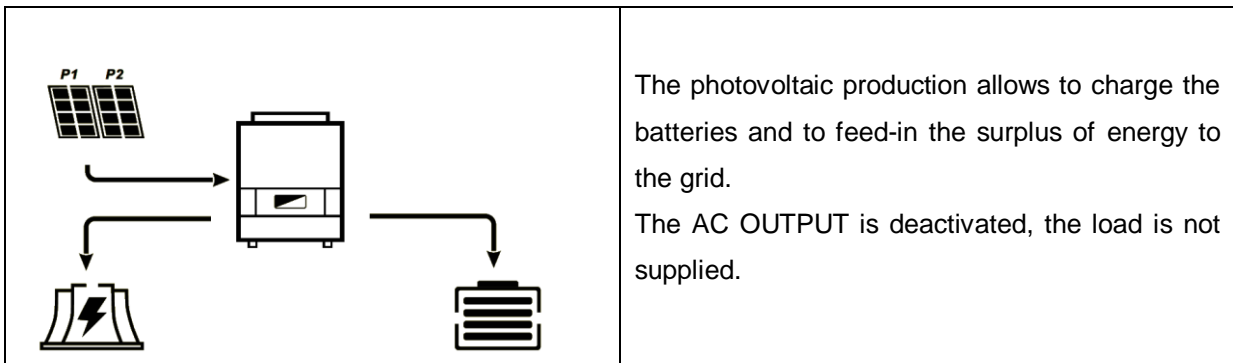 P1 P2
The photovoltaic production allows to charge the
batteries and to feed-in the surplus of energy to
the grid.
The AC OUTPUT is deactivated, the load is not
supplied.